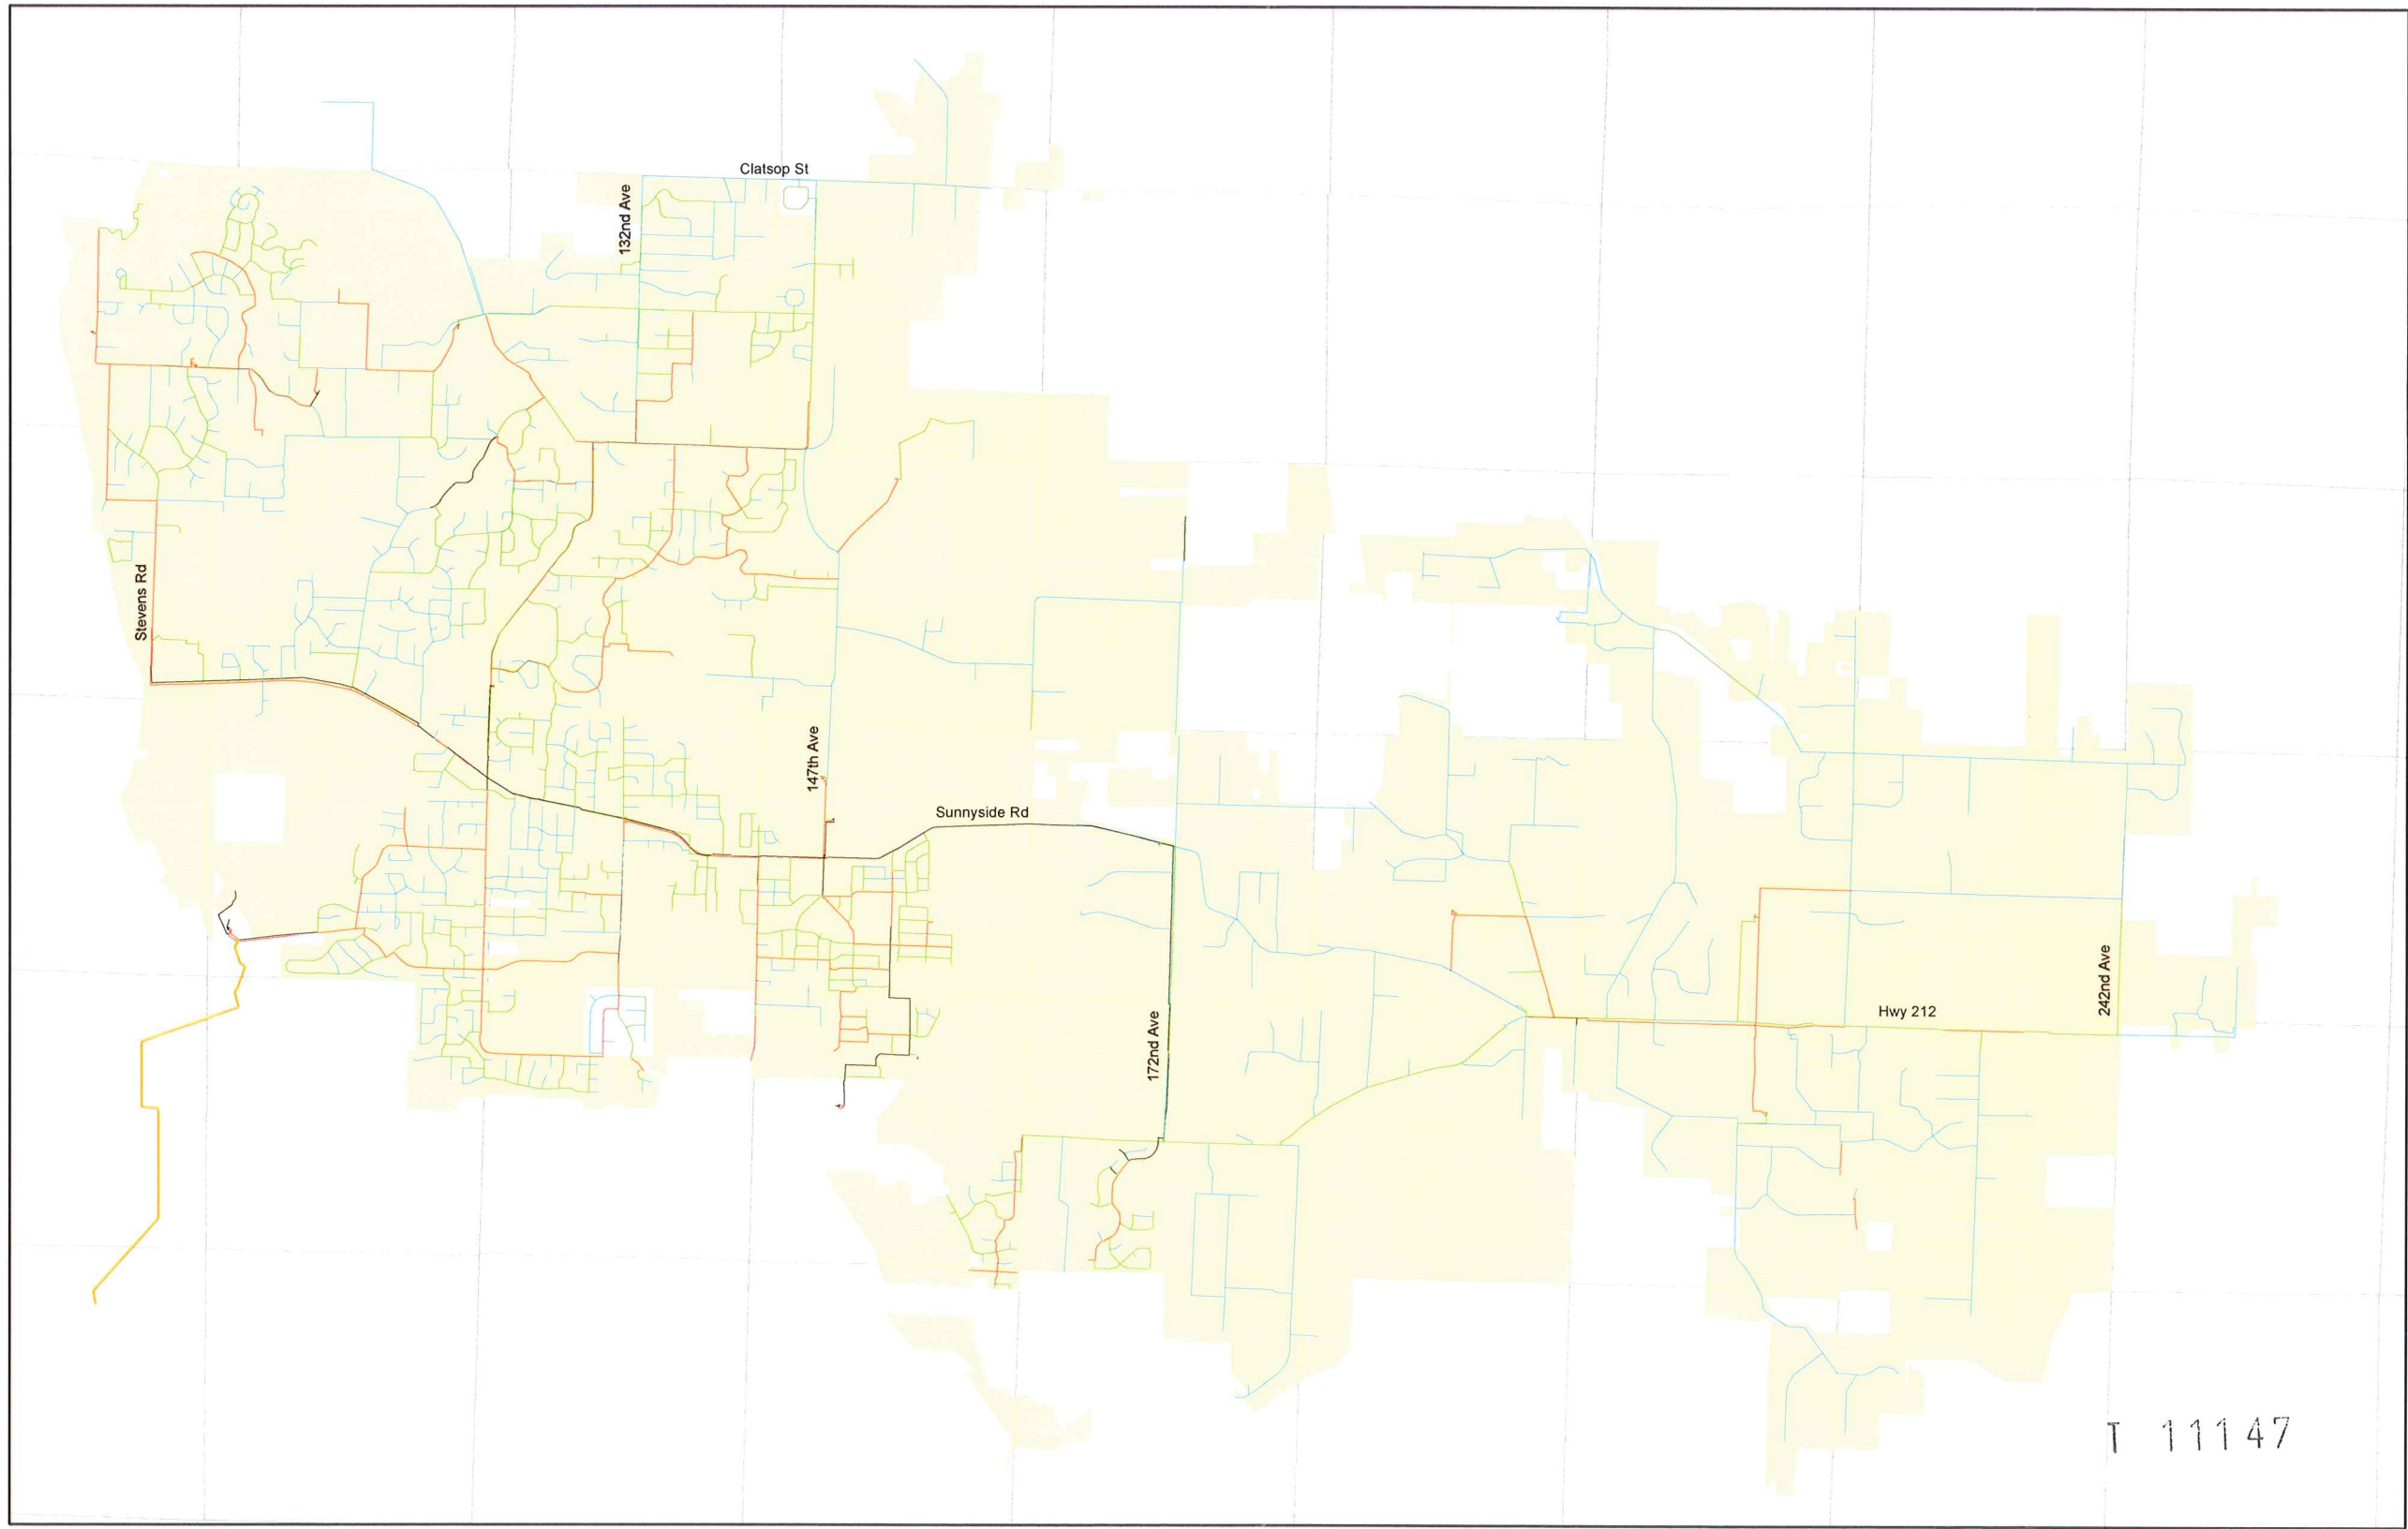 Clatsop St
132nd Ave
Stevens Rd
147th Ave
Sunnyside Rd
242nd Ave
Hwy 212
172nd Ave
T 11147